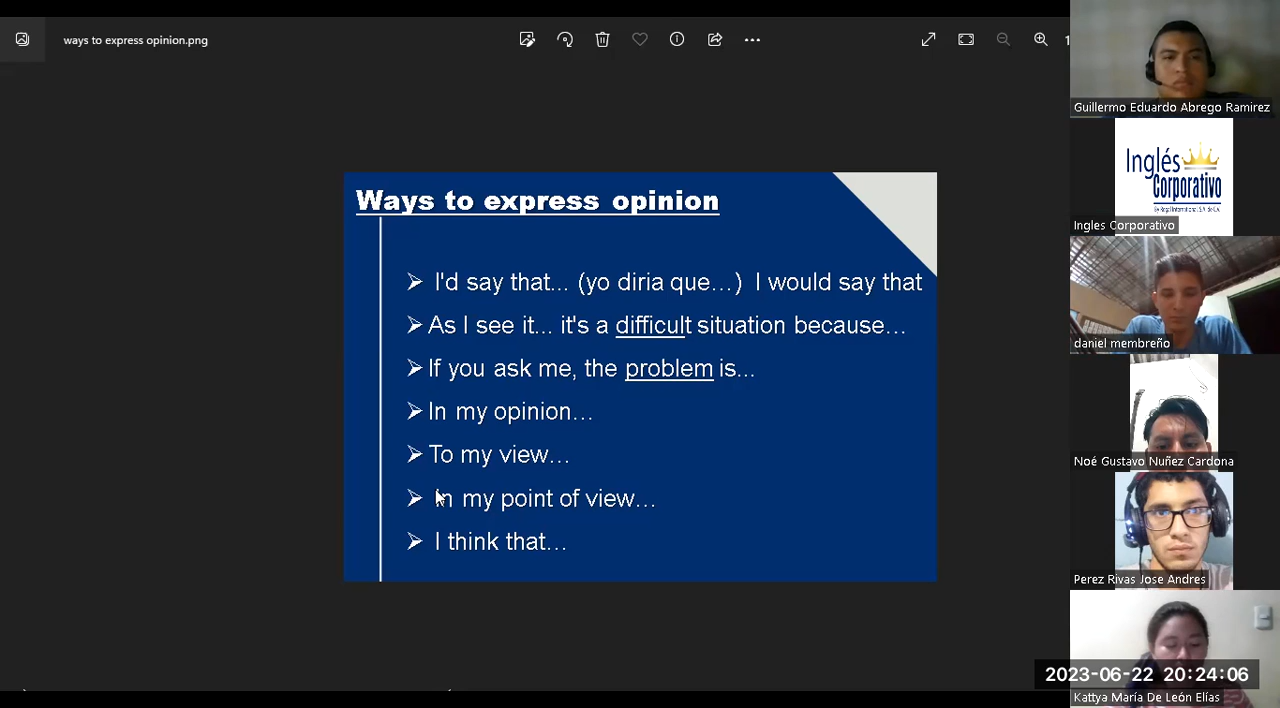 ways to express opinion.png
1
Ways to express opinion
I'd say that... (yo diria que...) I would say that
As I see it... it's a difficult situation because...
If you ask me, the problem is...
In my opinion...
To my view...
In my point of view...
I think that...
Guillermo Eduardo Abrego Ramirez
Inglés
Corporativo
Ingles Corporativo
daniel membreño
Noé Gustavo Nuñez Cardona
Perez Rivas Jose Andres
2023-06-22 20:24:06
Kattya María De León Elías